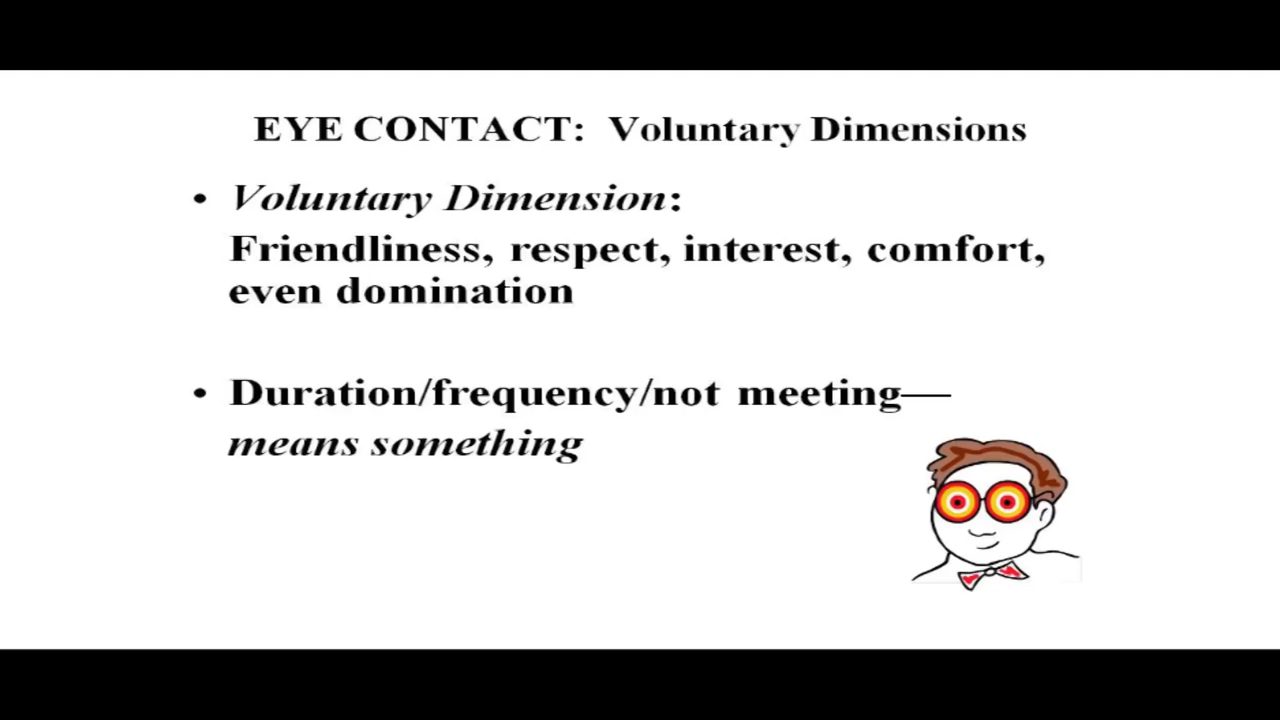 EYE CONTACT: Voluntary Dimensions
• Voluntary Dimension:
Friendliness, respect, interest, comfort,
even domination
• Duration/frequency/not meeting—
means something